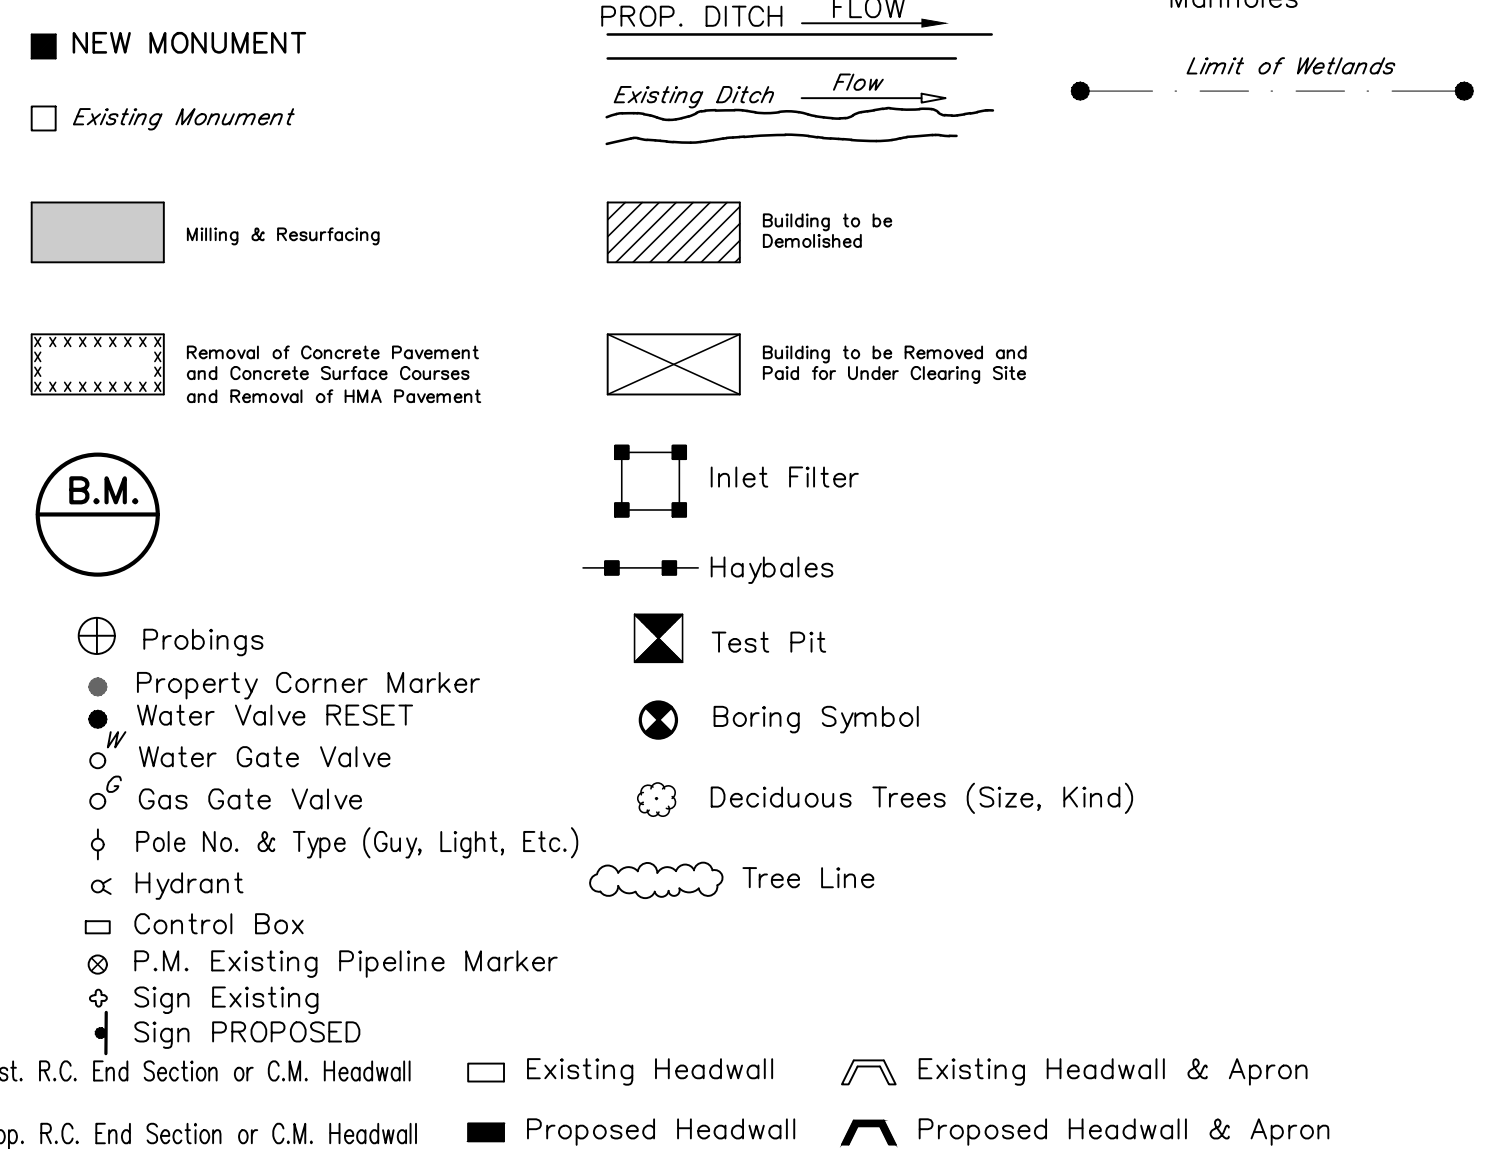 PROP. DITCH FLOW
Manholes
NEW MONUMENT
Limit of Wetlands
Existing Ditch Flow
Existing Monument
Milling & Resurfacing
Building to be
Demolished
Removal of Concrete Pavement
and Concrete Surface Courses
and Removal of HMA Pavement
Building to be Removed and
Paid for Under Clearing Site
B.M.
Inlet Filter
Haybales
Probings
Test Pit
Property Corner Marker
Water Valve RESET
Boring Symbol
W
Water Gate Valve
G
Gas Gate Valve
Deciduous Trees (Size, Kind)
Pole No. & Type (Guy, Light, Etc.)
Hydrant
Tree Line
Control Box
P.M. Existing Pipeline Marker
Sign Existing
Sign PROPOSED
st. R.C. End Section or C.M. Headwall
Existing Headwall
Existing Headwall & Apron
op. R.C. End Section or C.M. Headwall
Proposed Headwall
Proposed Headwall & Apron